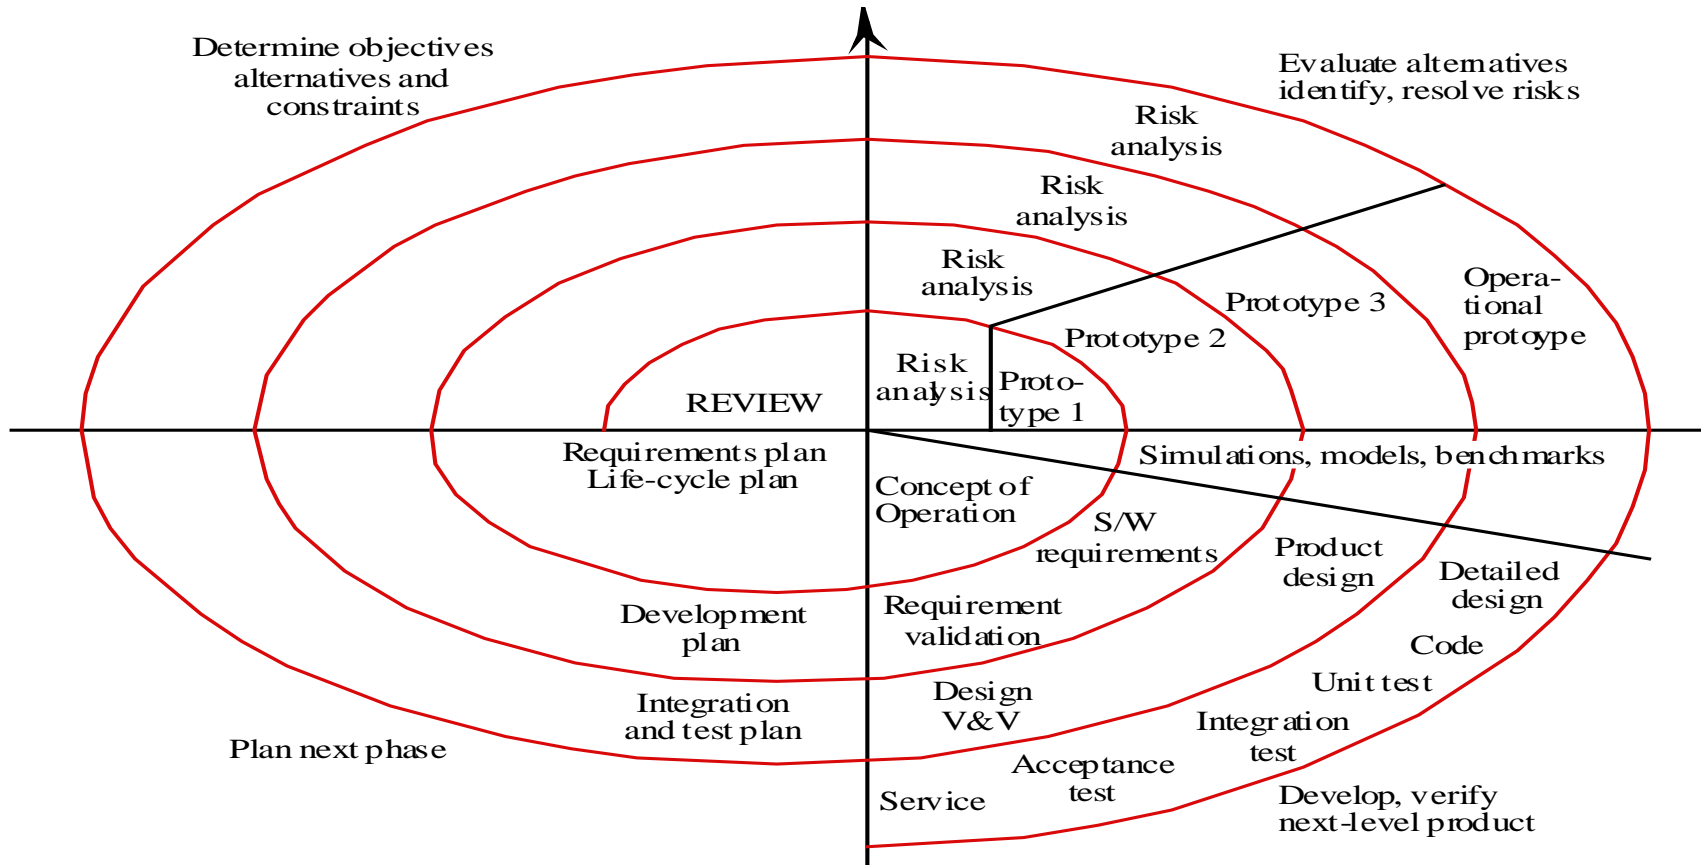 Determine objectives
alternatives and
constraints
Evaluate alternatives
identify, resolve risks
Risk
analysis
Risk
analysis
Risk
analysis
Risk
analysis
Proto-
type 1
Prototype 2
Prototype 3
Opera-
tional
protoype
REVIEW
Requirements plan
Life-cycle plan
Simulations, models, benchmarks
Concept of
Operation
S/W
requirements
Product
design
Detailed
design
Development
plan
Requirement
validation
Code
Unit test
Integration
and test plan
Design
V&V
Integration
test
Plan next phase
Acceptance
test
Service
Develop, verify
next-level product